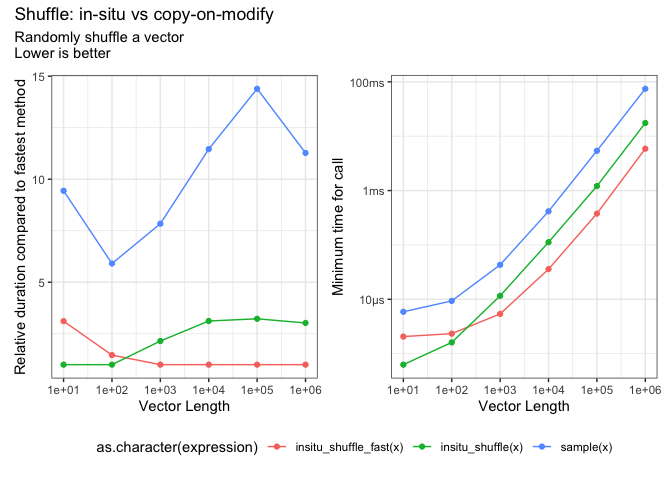 Shuffle: in-situ vs copy-on-modify
Randomly shuffle a vector
Lower is better
Relative duration compared to fastest method
15
10
5
1e+01 1e+02 1e+03 1e+04 1e+05 1e+06
Vector Length
Minimum time for call
100ms
1ms
10µs
1e+01 1e+02 1e+03 1e+04 1e+05 1e+06
Vector Length
as.character(expression) insitu_shuffle_fast(x) insitu_shuffle(x) sample(x)